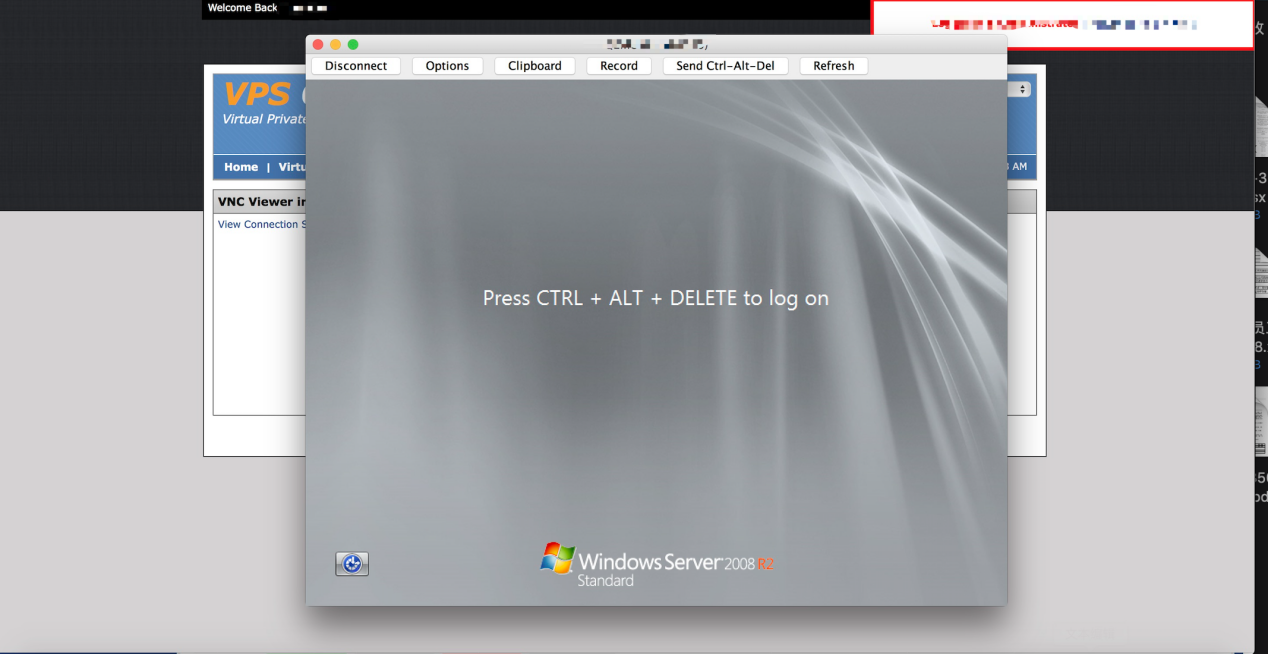 Welcome Back
Disconnect
Options
Clipboard
Record
Send Ctrl-Alt-Del
Refresh
VPS
Virtual Private
Home | Virtu
AM
VNC Viewer in
View Connection S
Press CTRL + ALT + DELETE to log on
Windows Server 2008 R2
Standard